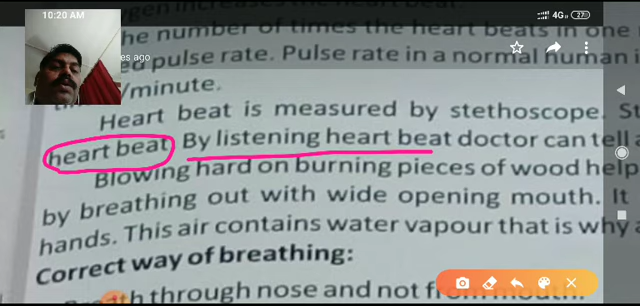 10:20 AM
4G 27
he number of times the heart beats in one
es ago
ed pulse rate. Pulse rate in a normal human
/minute.
Heart beat is measured by stethoscope.
heart beat. By listening heart beat doctor can tell
Blowing hard on burning pieces of wood help
by breathing out with wide opening mouth. It
hands. This air contains water vapour that is why
Correct way of breathing:
through nose and not